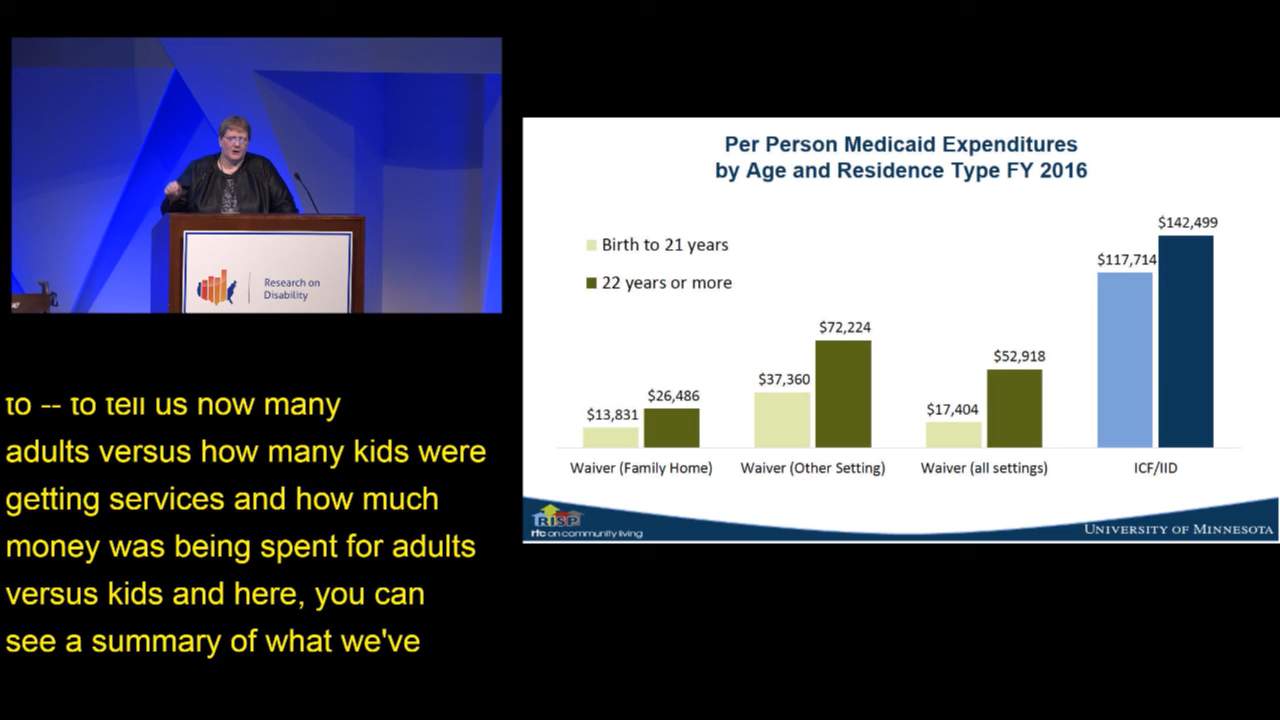 Research on
Disability
to -- to tell us how many
adults versus how many kids were
getting services and how much
money was being spent for adults
versus kids and here, you can
see a summary of what we've
Per Person Medicaid Expenditures
by Age and Residence Type FY 2016
Birth to 21 years
22 years or more
$13,831
$26,486
$37,360
$72,224
$17,404
$52,918
$117,714
$142,499
Waiver (Family Home)
Waiver (Other Setting)
Waiver (all settings)
ICF/IID
RISP
rtc on community living
UNIVERSITY OF MINNESOTA